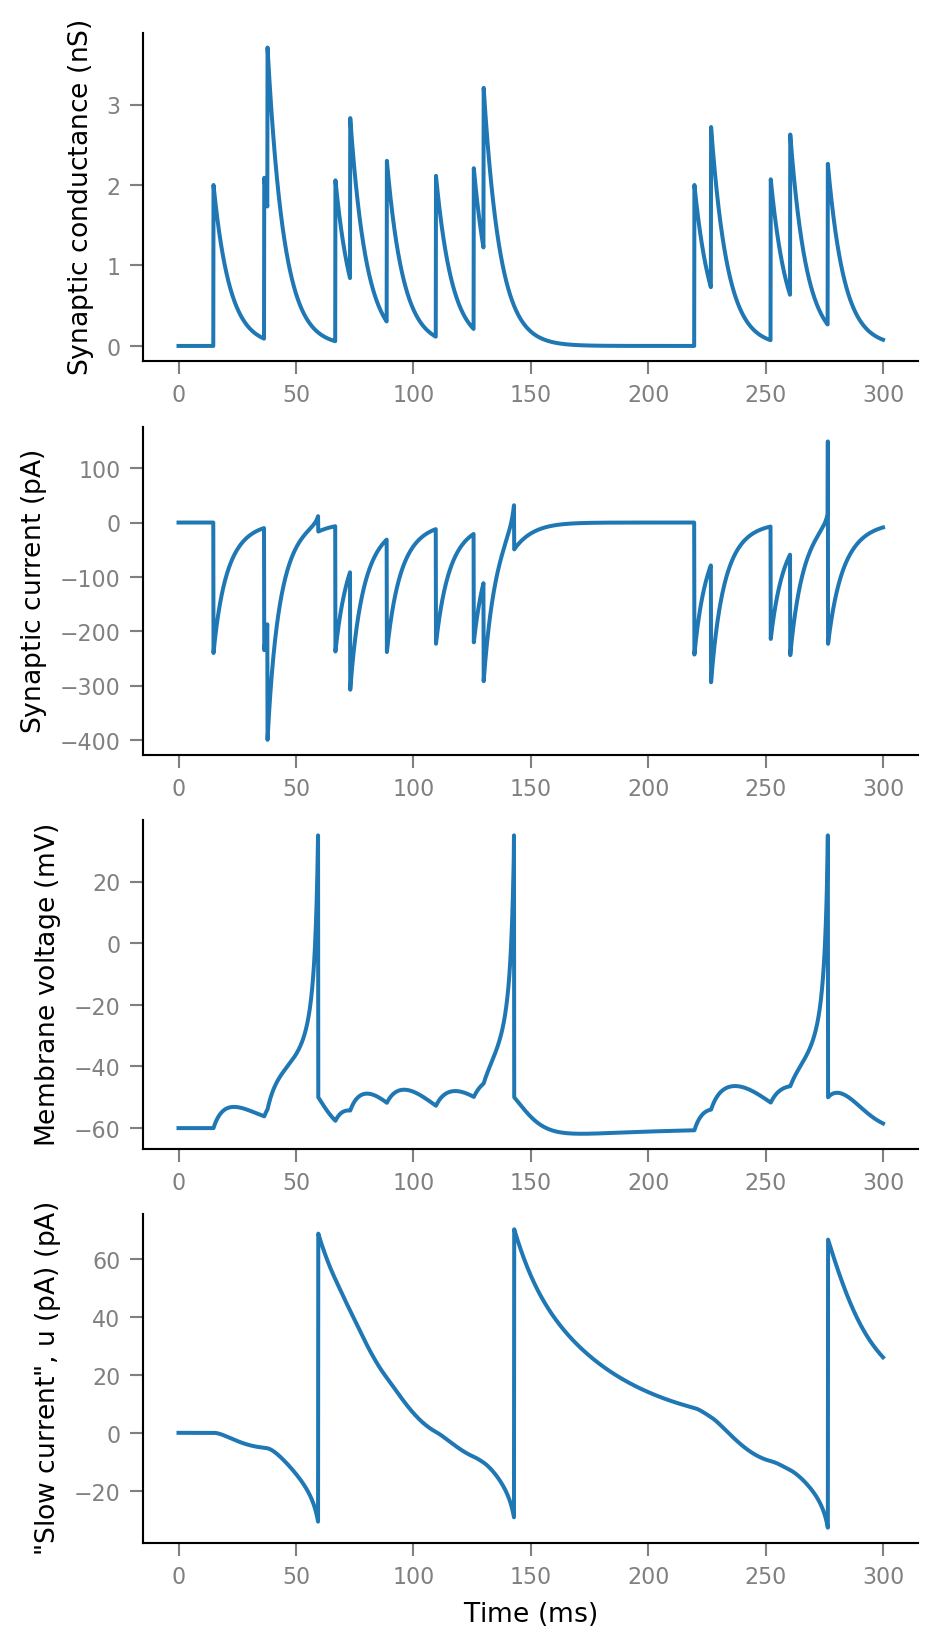 Synaptic conductance (nS)
3
2
1
0
0 50 100 150 200 250 300
Synaptic current (pA)
100
0
−100
−200
−300
−400
0 50 100 150 200 250 300
Membrane voltage (mV)
20
0
−20
−40
−60
0 50 100 150 200 250 300
"Slow current", u (pA) (pA)
60
40
20
0
−20
0 50 100 150 200 250 300
Time (ms)